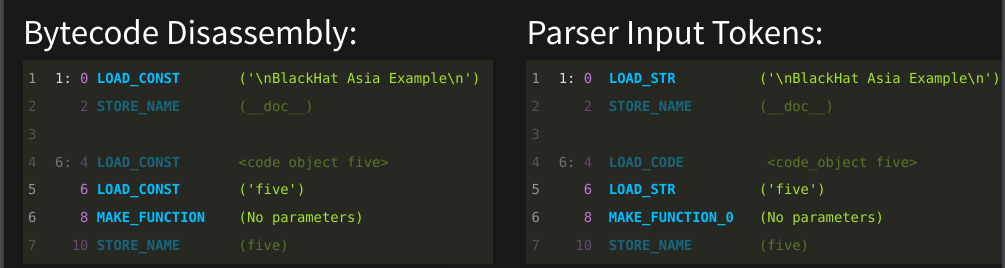 Bytecode Disassembly:
1 1: 0 LOAD_CONST ('\nBlackHat Asia Example\n')
2 2 STORE_NAME (__doc__)
3
4 6: 4 LOAD_CONST <code object five>
5 6 LOAD_CONST ('five')
6 8 MAKE_FUNCTION (No parameters)
7 10 STORE_NAME (five)
Parser Input Tokens:
1 1: 0 LOAD_STR ('\nBlackHat Asia Example\n')
2 2 STORE_NAME (__doc__)
3
4 6: 4 LOAD_CODE <code_object five>
5 6 LOAD_STR ('five')
6 8 MAKE_FUNCTION_0 (No parameters)
7 10 STORE_NAME (five)